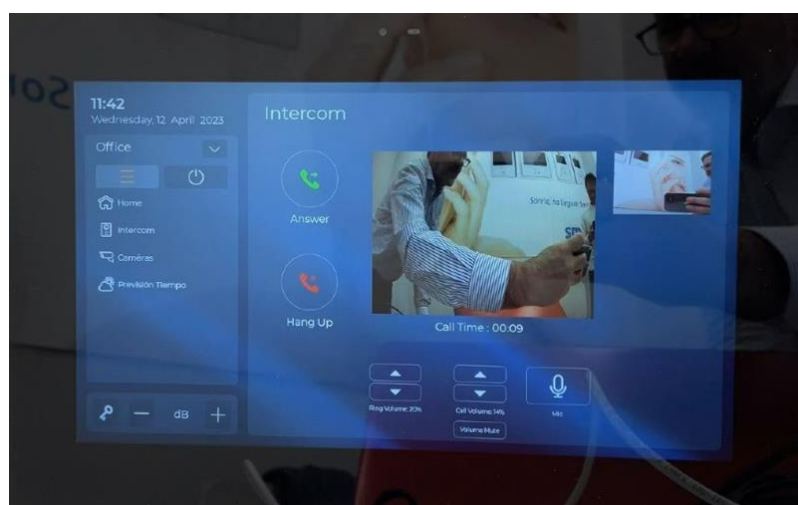 11:42
Wednesday, 12 April 2023
Office
Home
Intercom
Caméras
Previsión Tiempo
dB
Intercom
Answer
Hang Up
Call Time : 00:09
Ring Volume: 20%
Call Volume: 14%
Volume Mute
Mic